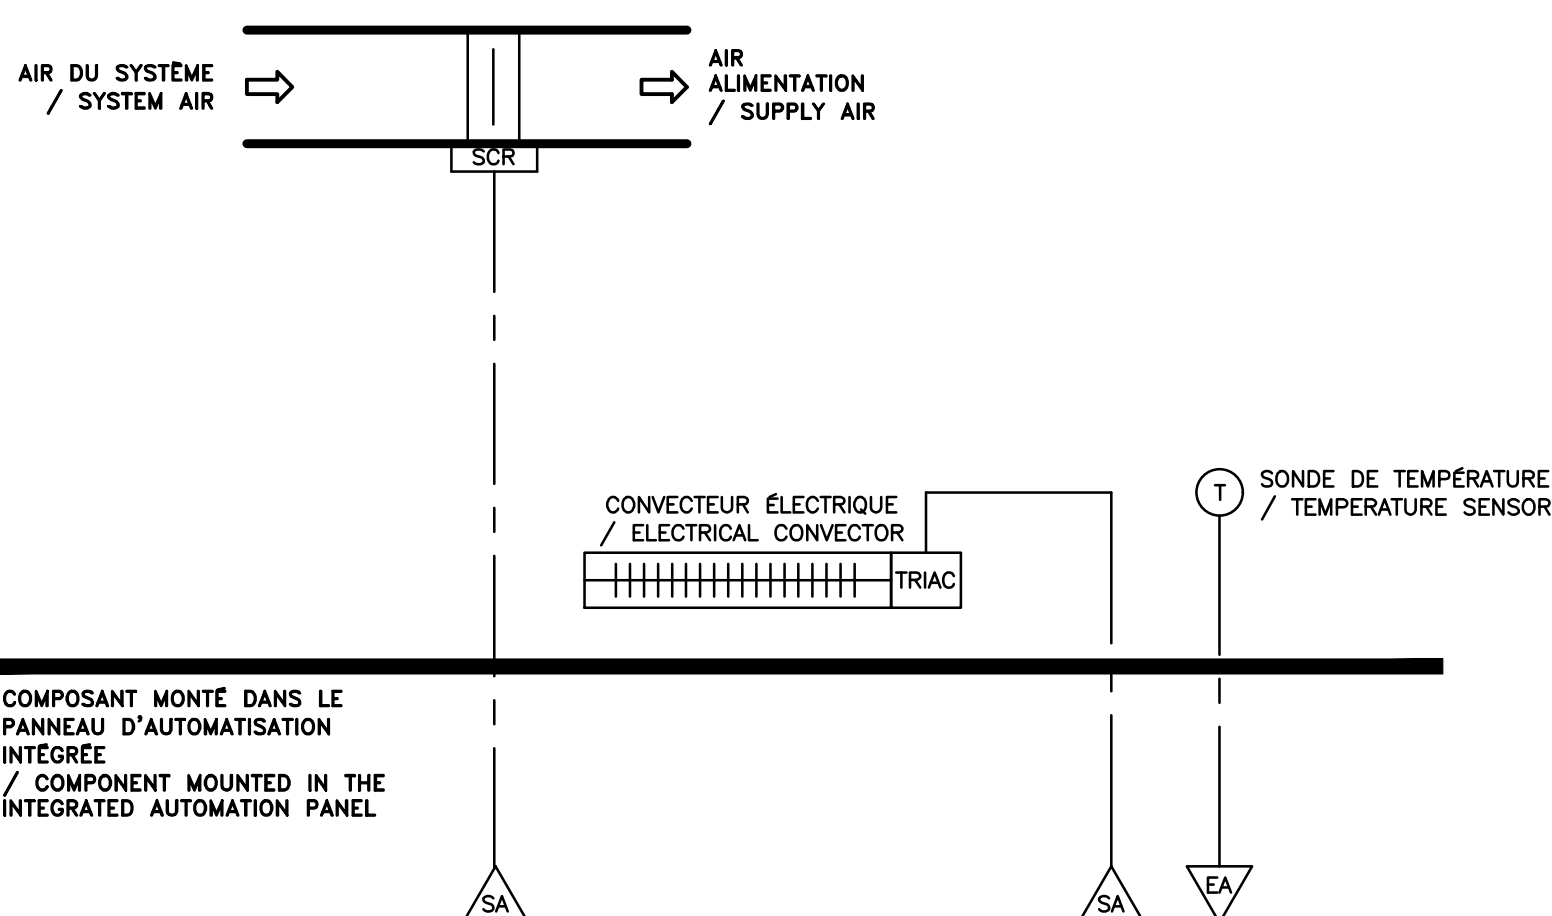 AIR DU SYSTÈME
/ SYSTEM AIR
AIR
ALIMENTATION
/ SUPPLY AIR
SCR
CONVECTEUR ÉLECTRIQUE
/ ELECTRICAL CONVECTOR
TRIAC
T
SONDE DE TEMPÉRATURE
/ TEMPERATURE SENSOR
COMPOSANT MONTÉ DANS LE
PANNEAU D'AUTOMATISATION
INTÉGRÉE
/ COMPONENT MOUNTED IN THE
INTEGRATED AUTOMATION PANEL
SA
SA
EA